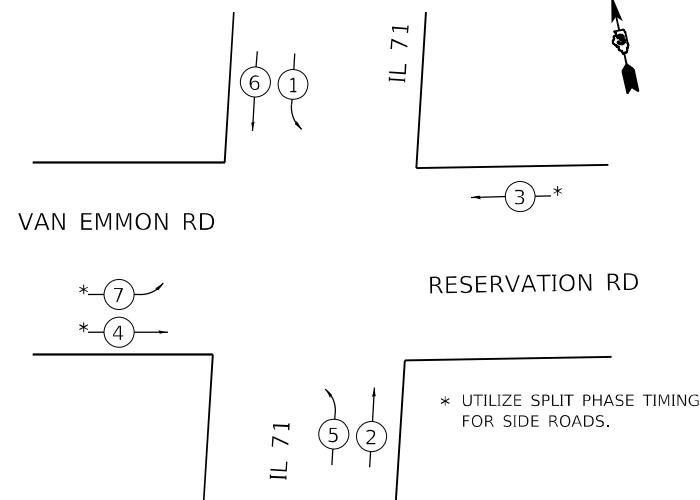 IL 71
6 1
3 *
VAN EMMON RD
RESERVATION RD
* 7
* 4
* UTILIZE SPLIT PHASE TIMING
FOR SIDE ROADS.
IL 71
5 2